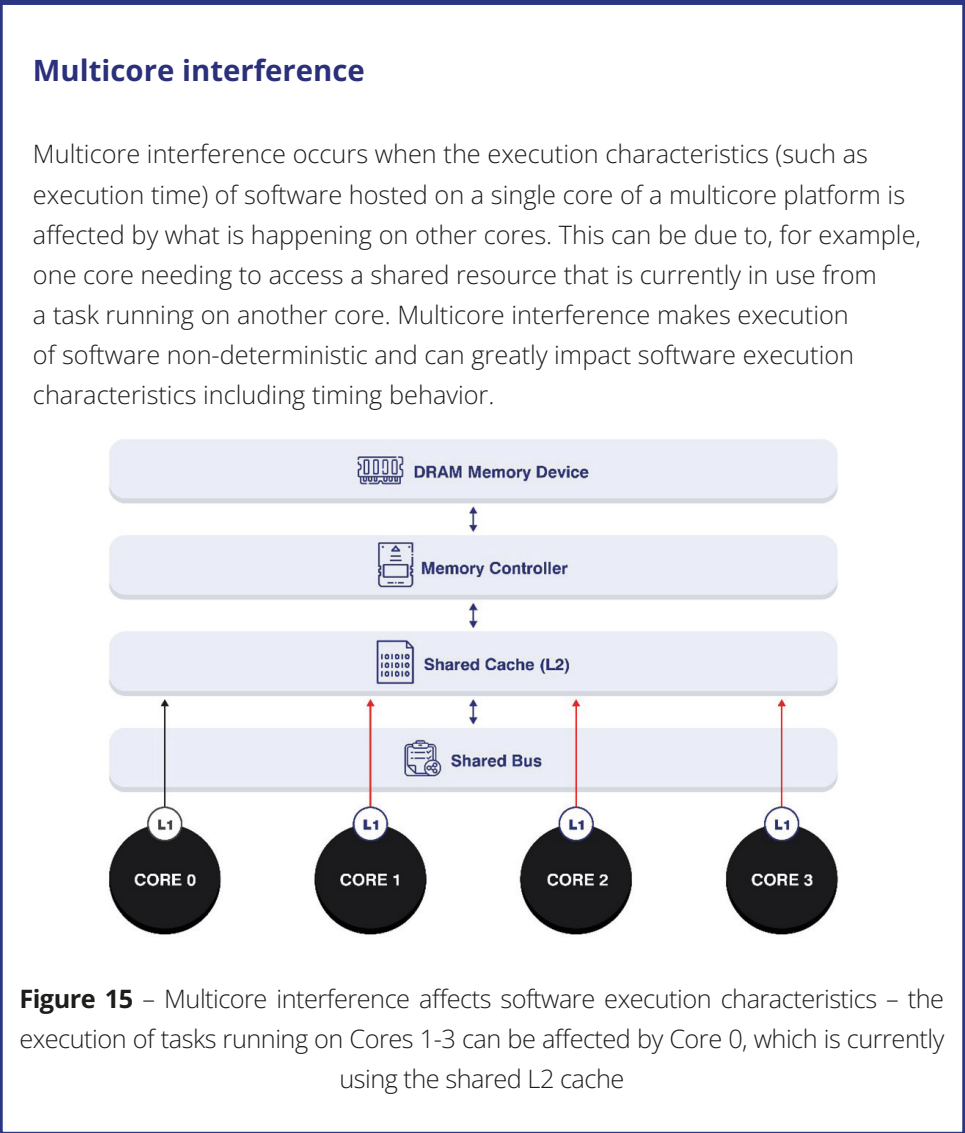 Multicore interference
Multicore interference occurs when the execution characteristics (such as
execution time) of software hosted on a single core of a multicore platform is
affected by what is happening on other cores. This can be due to, for example,
one core needing to access a shared resource that is currently in use from
a task running on another core. Multicore interference makes execution
of software non-deterministic and can greatly impact software execution
characteristics including timing behavior.
DRAM Memory Device
Memory Controller
101010
101010
101010
Shared Cache (L2)
Shared Bus
L1 L1 L1 L1
CORE 0 CORE 1 CORE 2 CORE 3
Figure 15 – Multicore interference affects software execution characteristics – the
execution of tasks running on Cores 1-3 can be affected by Core 0, which is currently
using the shared L2 cache